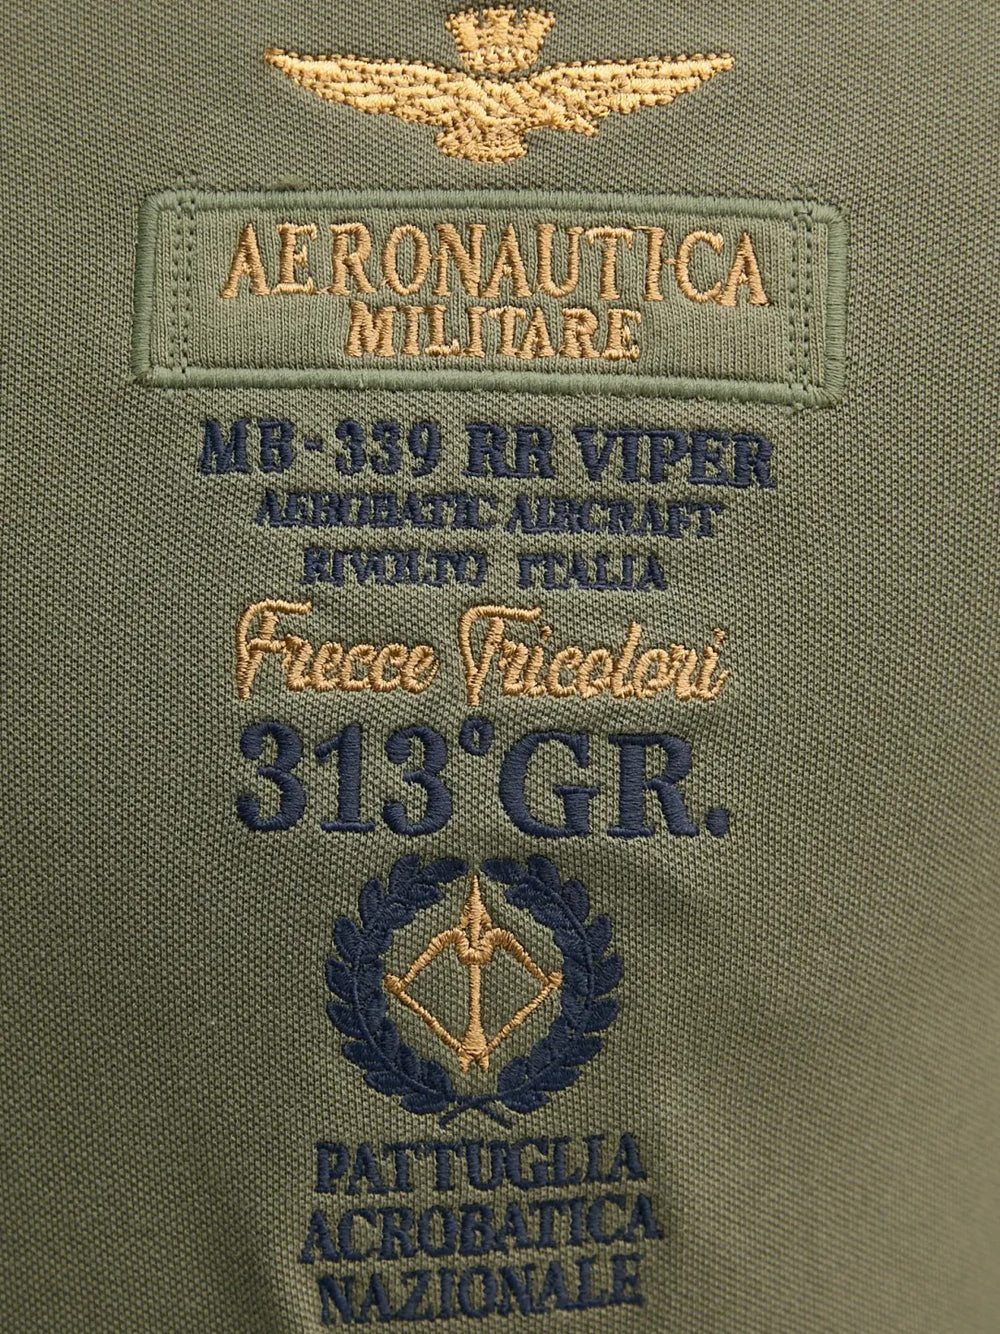 AERONAUTICA
MILITARE
MB-339 RR VIPER
AEROBATIC AIRCRAFT
RIVOLTO ITALIA
Frecce Tricolori
313°GR.
PATTUGLIA
ACROBATICA
NAZIONALE